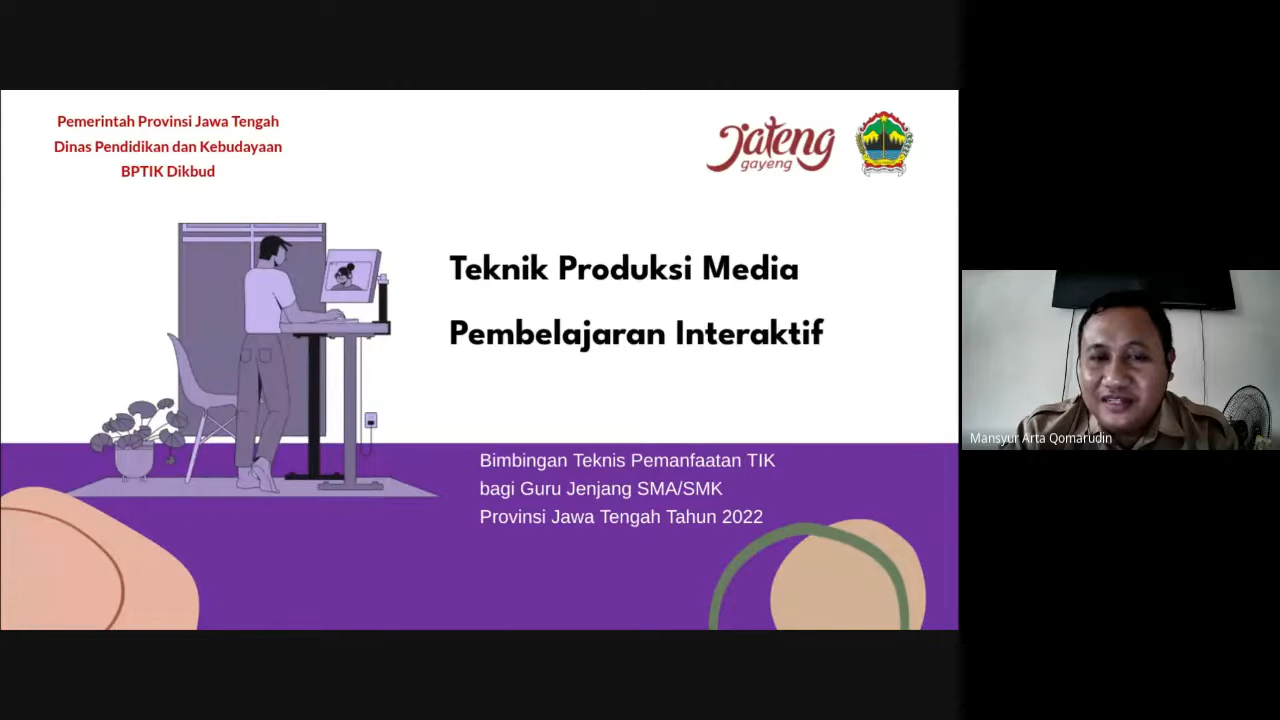 Pemerintah Provinsi Jawa Tengah
Dinas Pendidikan dan Kebudayaan
BPTIK Dikbud
Jateng
gayeng
Teknik Produksi Media
Pembelajaran Interaktif
Bimbingan Teknis Pemanfaatan TIK
bagi Guru Jenjang SMA/SMK
Provinsi Jawa Tengah Tahun 2022
Mansyur Arta Qomarudin